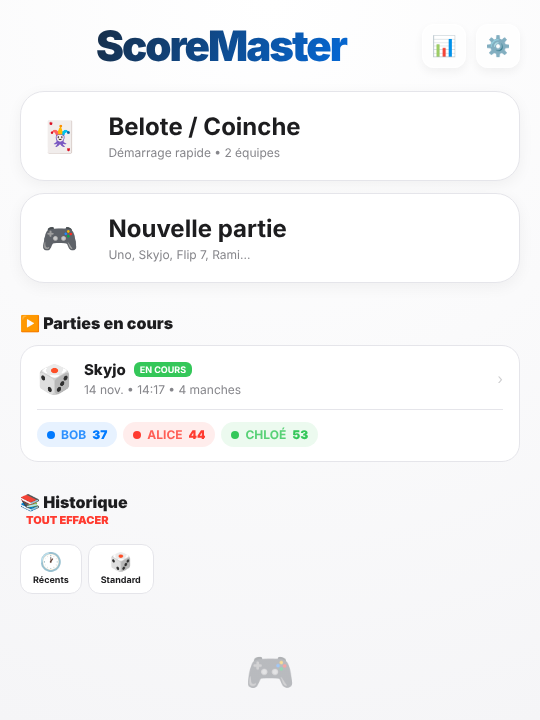 ScoreMaster
Belote / Coinche
Démarrage rapide • 2 équipes
Nouvelle partie
Uno, Skyjo, Flip 7, Rami...
Parties en cours
Skyjo EN COURS
14 nov. • 14:17 • 4 manches
BOB 37 ALICE 44 CHLOÉ 53
Historique
TOUT EFFACER
Récents Standard